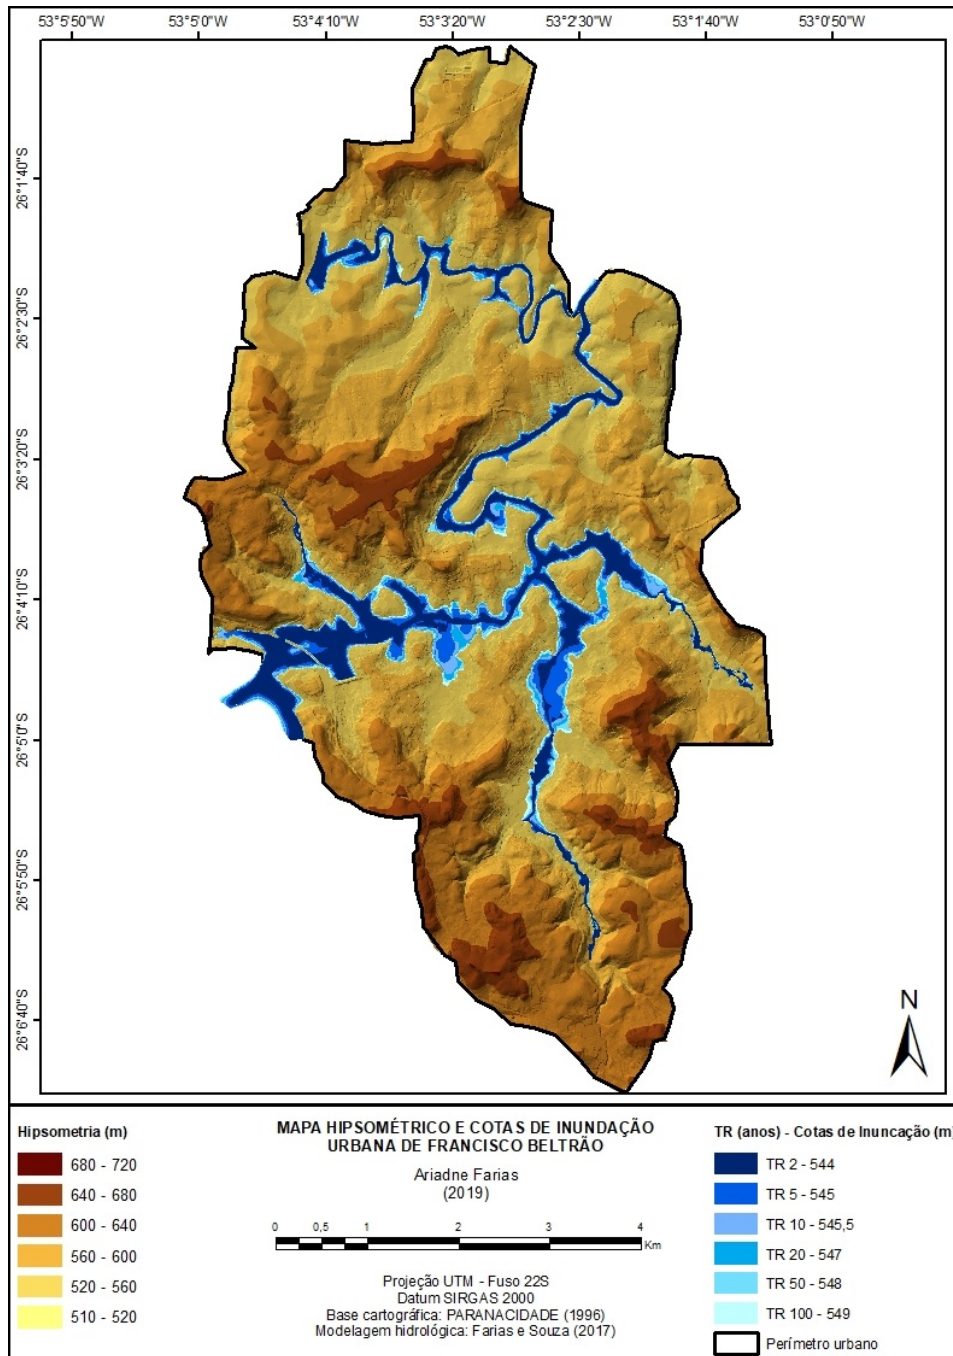 53°5'50"W 53°5'0"W 53°4'10"W 53°3'20"W 53°2'30"W 53°1'40"W 53°0'50"W
26°1'40"S
26°2'30"S
26°3'20"S
26°4'10"S
26°5'0"S
26°5'50"S
26°6'40"S
N
Hipsometria (m)
680 - 720
640 - 680
600 - 640
560 - 600
520 - 560
510 - 520
MAPA HIPSOMÉTRICO E COTAS DE INUNDAÇÃO
URBANA DE FRANCISCO BELTRÃO
Ariadne Farias
(2019)
0 0,5 1 2 3 4
Km
Projeção UTM - Fuso 22S
Datum SIRGAS 2000
Base cartográfica: PARANACIDADE (1996)
Modelagem hidrológica: Farias e Souza (2017)
TR (anos) - Cotas de Inuncação (m)
TR 2 - 544
TR 5 - 545
TR 10 - 545,5
TR 20 - 547
TR 50 - 548
TR 100 - 549
Perímetro urbano